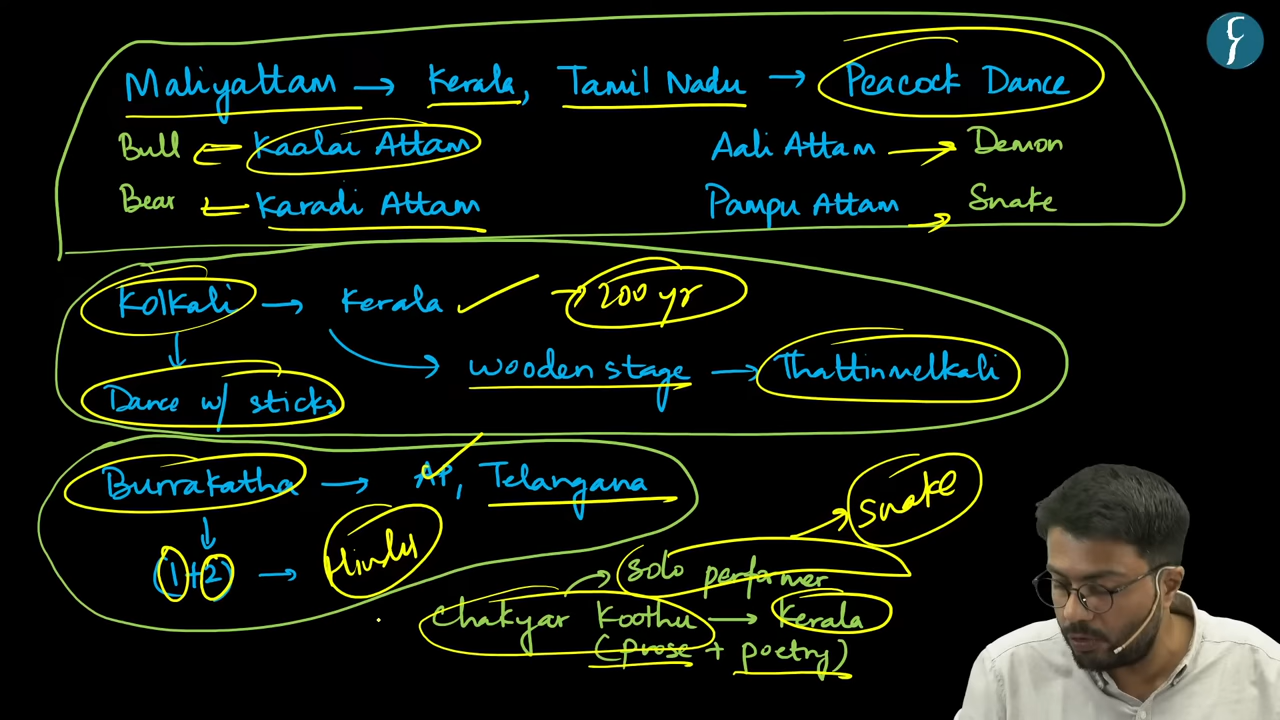 Maliyattam → Kerala, Tamil Nadu → Peacock Dance
Bull ← Kaalai Attam Aali Attam → Demon
Bear ← Karadi Attam Pampu Attam → Snake
Kolkali → Kerala → 200 yr
Dance w/ sticks wooden stage → Thattinmelkali
Burrakatha → AP, Telangana
(1+2) → Hindu
Snake
solo performer
Chakyar Koothu → Kerala
(prose + poetry)